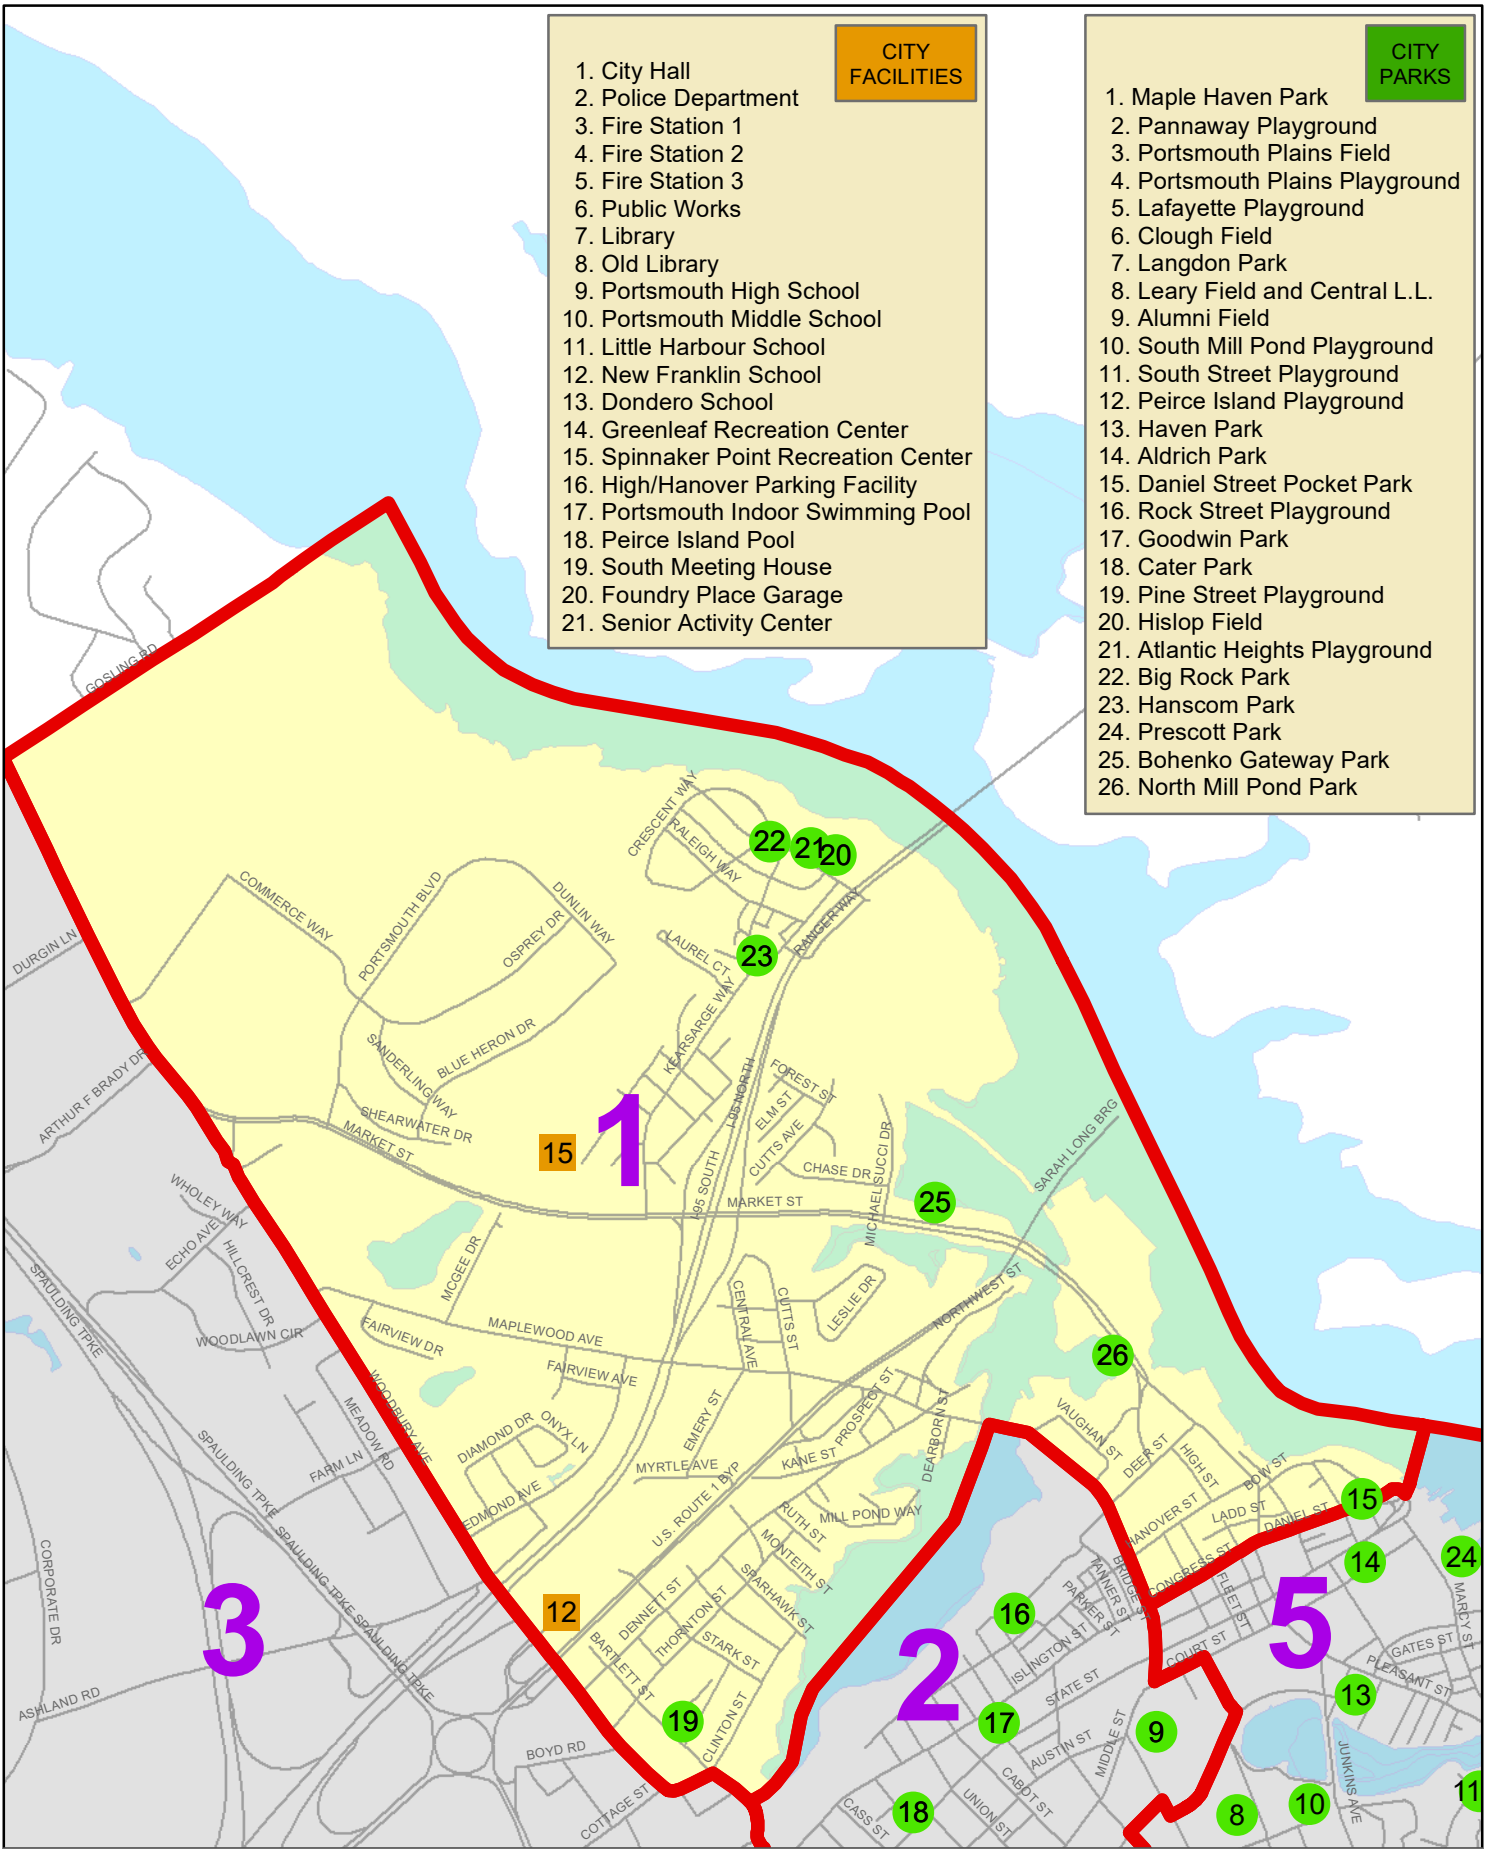 CITY
FACILITIES
1. City Hall
2. Police Department
3. Fire Station 1
4. Fire Station 2
5. Fire Station 3
6. Public Works
7. Library
8. Old Library
9. Portsmouth High School
10. Portsmouth Middle School
11. Little Harbour School
12. New Franklin School
13. Dondero School
14. Greenleaf Recreation Center
15. Spinnaker Point Recreation Center
16. High/Hanover Parking Facility
17. Portsmouth Indoor Swimming Pool
18. Peirce Island Pool
19. South Meeting House
20. Foundry Place Garage
21. Senior Activity Center
CITY
PARKS
1. Maple Haven Park
2. Pannaway Playground
3. Portsmouth Plains Field
4. Portsmouth Plains Playground
5. Lafayette Playground
6. Clough Field
7. Langdon Park
8. Leary Field and Central L.L.
9. Alumni Field
10. South Mill Pond Playground
11. South Street Playground
12. Peirce Island Playground
13. Haven Park
14. Aldrich Park
15. Daniel Street Pocket Park
16. Rock Street Playground
17. Goodwin Park
18. Cater Park
19. Pine Street Playground
20. Hislop Field
21. Atlantic Heights Playground
22. Big Rock Park
23. Hanscom Park
24. Prescott Park
25. Bohenko Gateway Park
26. North Mill Pond Park
GOSLING RD
CRESCENT WAY
RALEIGH WAY
22
21
20
COMMERCE WAY
PORTSMOUTH BLVD
DUNLIN WAY
OSPREY DR
RANGER WAY
LAUREL CT
23
DURGIN LN
KEARSARGE WAY
BLUE HERON DR
SANDERLING WAY
ARTHUR F BRADY DR
I-95 NORTH
FOREST ST
ELM ST
CUTTS AVE
SHEARWATER DR
MARKET ST
15
1
CHASE DR
MICHAEL SUCCI DR
SARAH LONG BRG
I-95 SOUTH
MARKET ST
25
WHOLEY WAY
ECHO AVE
HILLCREST DR
MCGEE DR
SPAULDING TPKE
WOODLAWN CIR
FAIRVIEW DR
MAPLEWOOD AVE
CENTRAL AVE
CUTTS ST
LESLIE DR
NORTHWEST ST
26
FAIRVIEW AVE
WOODBURY AVE
MEADOW RD
FARM LN
DIAMOND DR
ONYX LN
EMERY ST
PROSPECT ST
DEARBORN ST
VAUGHAN ST
DEER ST
HIGH ST
BOW ST
MYRTLE AVE
KANE ST
U.S. ROUTE 1 BYP
EDMOND AVE
RUTH ST
MILL POND WAY
MONTEITH ST
SPARHAWK ST
HANOVER ST
LADD ST
DANIEL ST
15
14
24
CONGRESS ST
BRIDGE ST
TANNER ST
PARKER ST
FLEET ST
SPAULDING TPKE
SPAULDING TPKE
SPAULDING TPKE
CORPORATE DR
3
12
DENNETT ST
THORNTON ST
STARK ST
BARTLETT ST
16
2
ISLINGTON ST
STATE ST
COURT ST
5
MARCY ST
GATES ST
PLEASANT ST
ASHLAND RD
19
CLINTON ST
17
13
9
BOYD RD
COTTAGE ST
AUSTIN ST
MIDDLE ST
CABOT ST
UNION ST
CASS ST
18
8
10
JUNKINS AVE
11